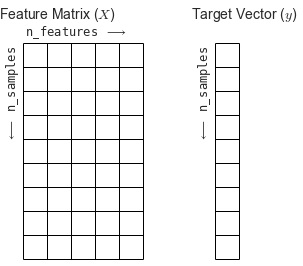 Feature Matrix (X)
n_features ⟶
n_samples
⟵
Target Vector (y)
n_samples
⟵